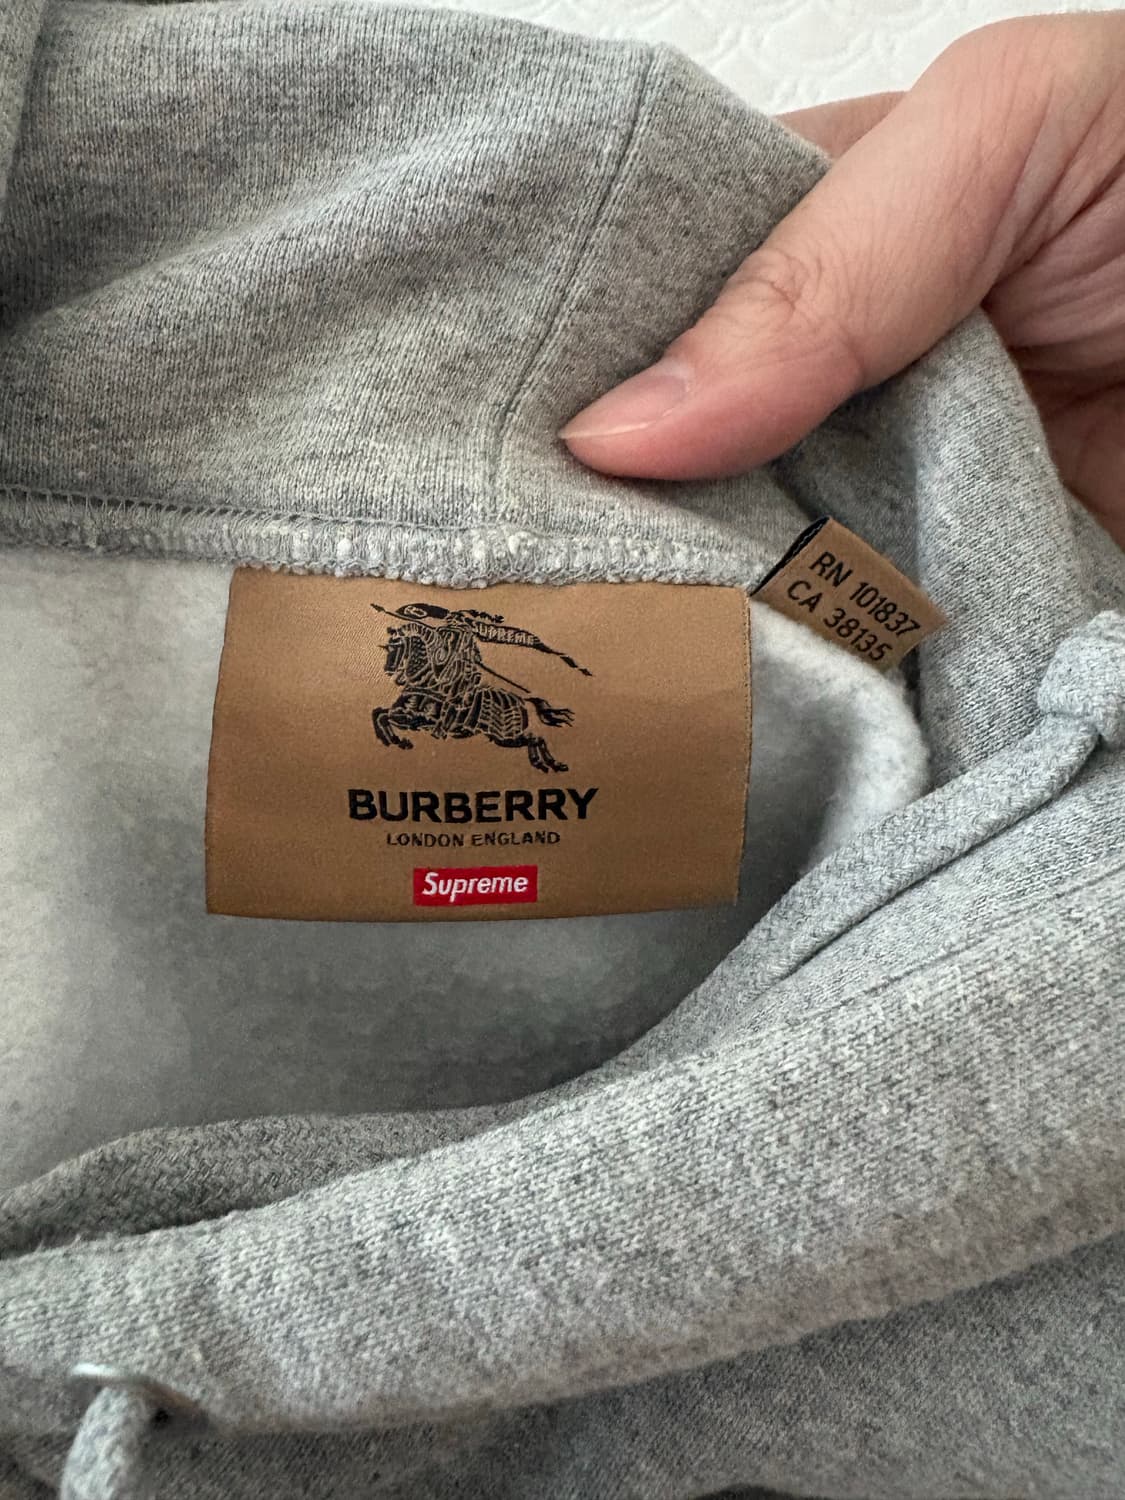 SUPREME
BURBERRY
LONDON ENGLAND
Supreme
RN 101837
CA 38135